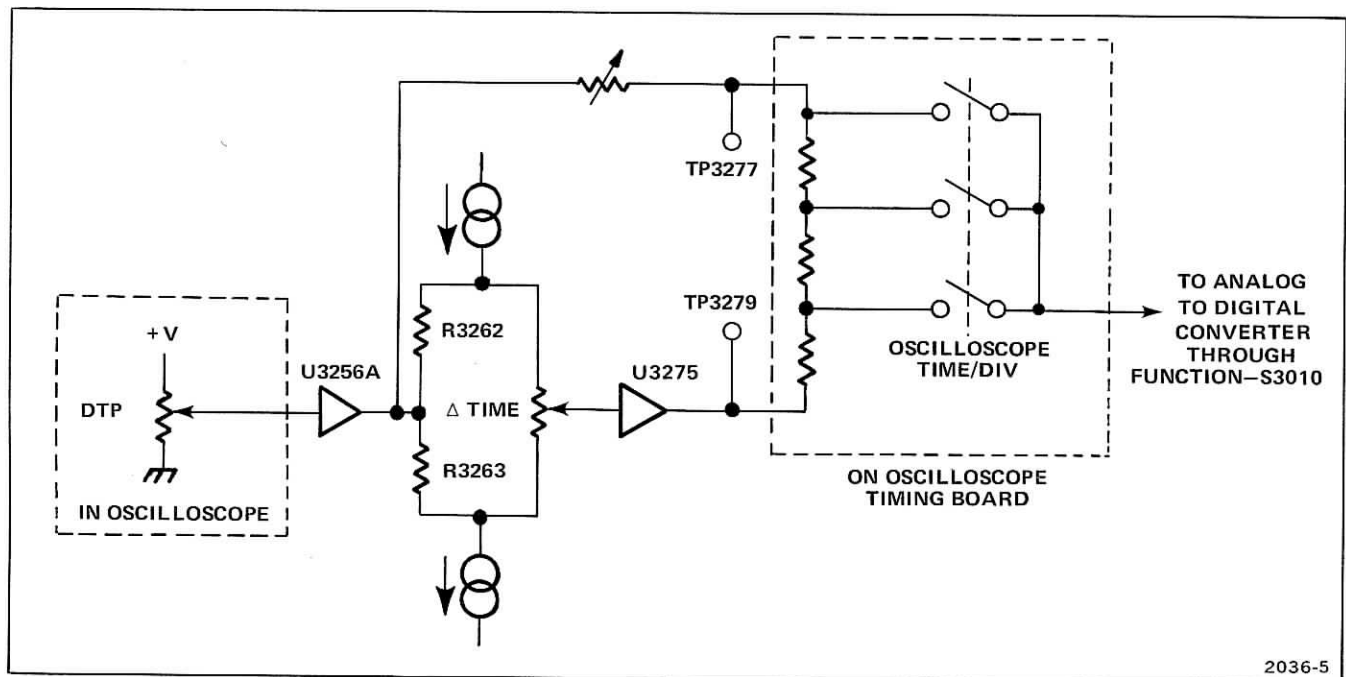 TP3277
TP3279
+V
DTP
IN OSCILLOSCOPE
U3256A
R3262
Δ TIME
R3263
U3275
OSCILLOSCOPE
TIME/DIV
ON OSCILLOSCOPE
TIMING BOARD
TO ANALOG
TO DIGITAL
CONVERTER
THROUGH
FUNCTION—S3010
2036-5